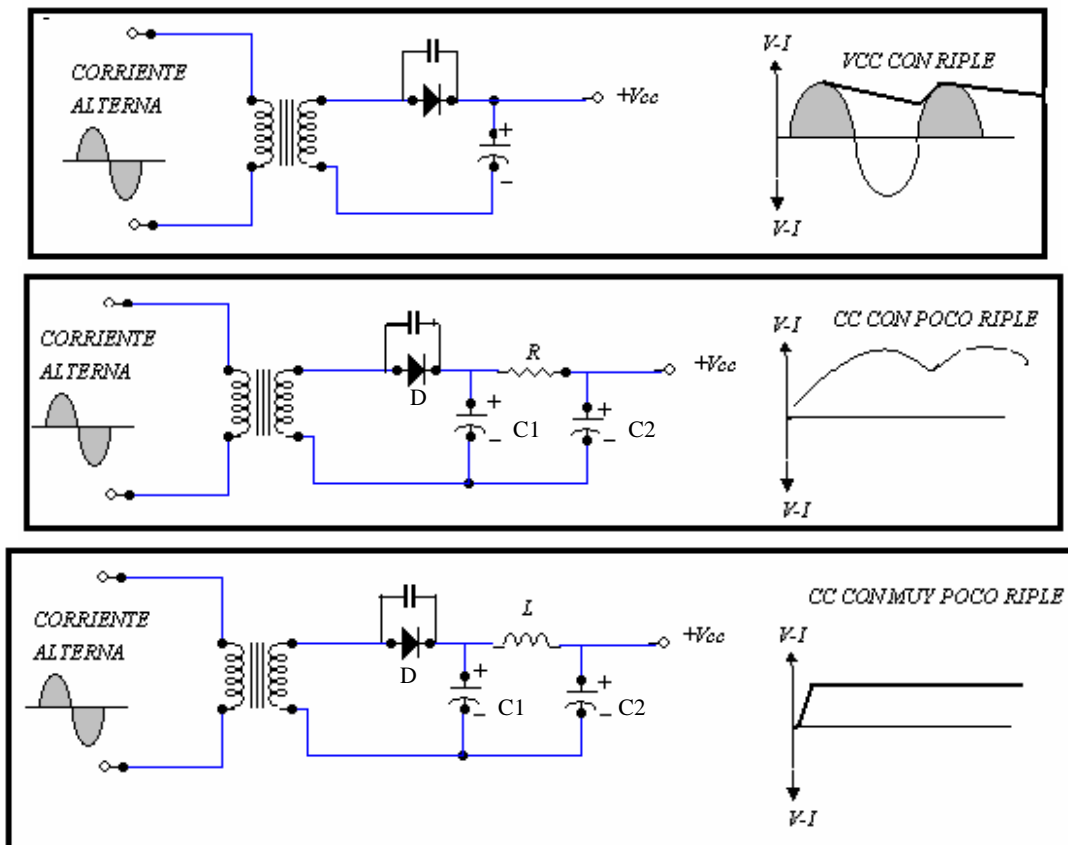 CORRIENTE
ALTERNA
+Vcc
+
−
V-I
VCC CON RIPLE
V-I
CORRIENTE
ALTERNA
D
R
+Vcc
+
− C1
+
− C2
V-I
CC CON POCO RIPLE
V-I
CORRIENTE
ALTERNA
D
L
+Vcc
+
− C1
+
− C2
CC CON MUY POCO RIPLE
V-I
V-I